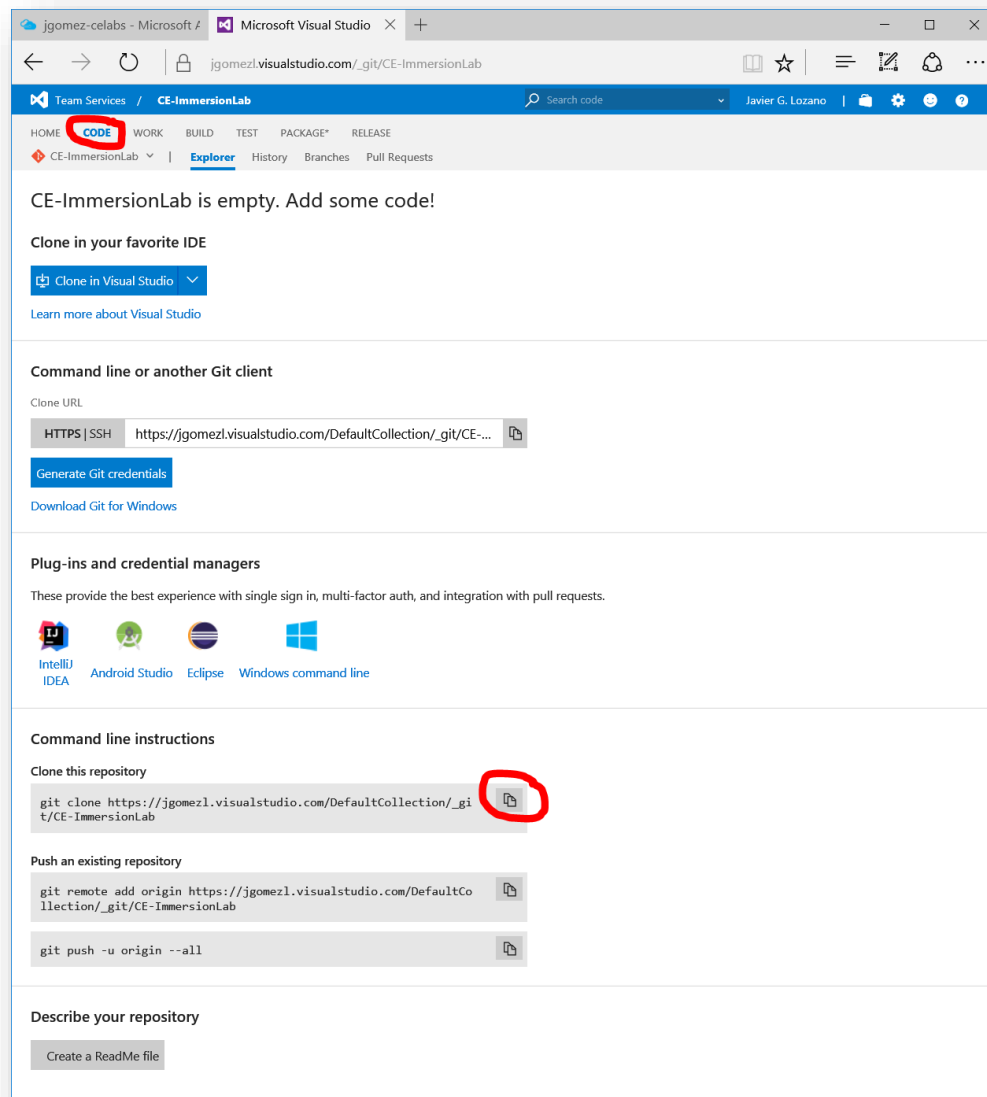 jgomez-celabs - Microsoft A
Microsoft Visual Studio
jgomezl.visualstudio.com/_git/CE-ImmersionLab
Team Services / CE-ImmersionLab Search code Javier G. Lozano |
HOME CODE WORK BUILD TEST PACKAGE* RELEASE
CE-ImmersionLab | Explorer History Branches Pull Requests
CE-ImmersionLab is empty. Add some code!
Clone in your favorite IDE
Clone in Visual Studio
Learn more about Visual Studio
Command line or another Git client
Clone URL
HTTPS | SSH https://jgomezl.visualstudio.com/DefaultCollection/_git/CE-...
Generate Git credentials
Download Git for Windows
Plug-ins and credential managers
These provide the best experience with single sign in, multi-factor auth, and integration with pull requests.
IntelliJ
IDEA
Android Studio Eclipse Windows command line
Command line instructions
Clone this repository
git clone https://jgomezl.visualstudio.com/DefaultCollection/_gi
t/CE-ImmersionLab
Push an existing repository
git remote add origin https://jgomezl.visualstudio.com/DefaultCo
llection/_git/CE-ImmersionLab
git push -u origin --all
Describe your repository
Create a ReadMe file